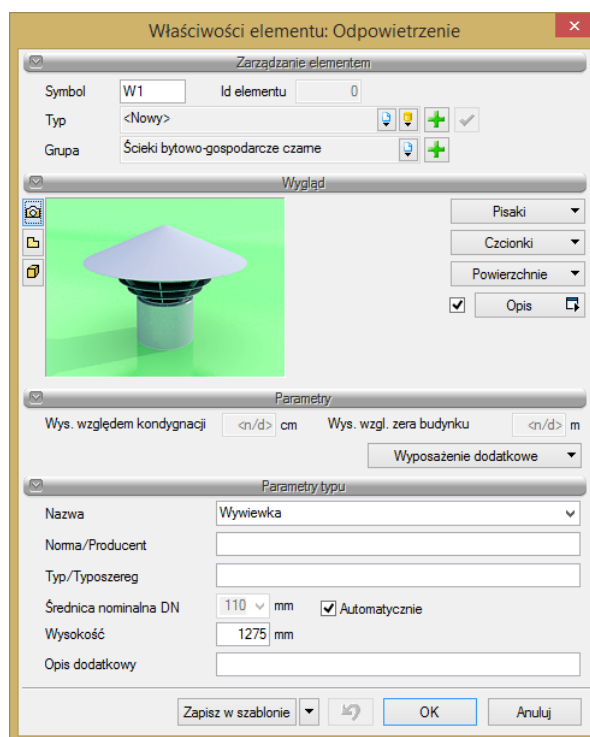 Właściwości elementu: Odpowietrzenie
Zarządzanie elementem
Symbol W1 Id elementu 0
Typ <Nowy>
Grupa Ścieki bytowo-gospodarcze czarne
Wygląd
Pisaki
Czcionki
Powierzchnie
Opis
Parametry
Wys. względem kondygnacji <n/d> cm Wys. wzgl. zera budynku <n/d> m
Wyposażenie dodatkowe
Parametry typu
Nazwa Wywiewka
Norma/Producent
Typ/Typoszereg
Średnica nominalna DN 110 mm Automatycznie
Wysokość 1275 mm
Opis dodatkowy
Zapisz w szablonie OK Anuluj